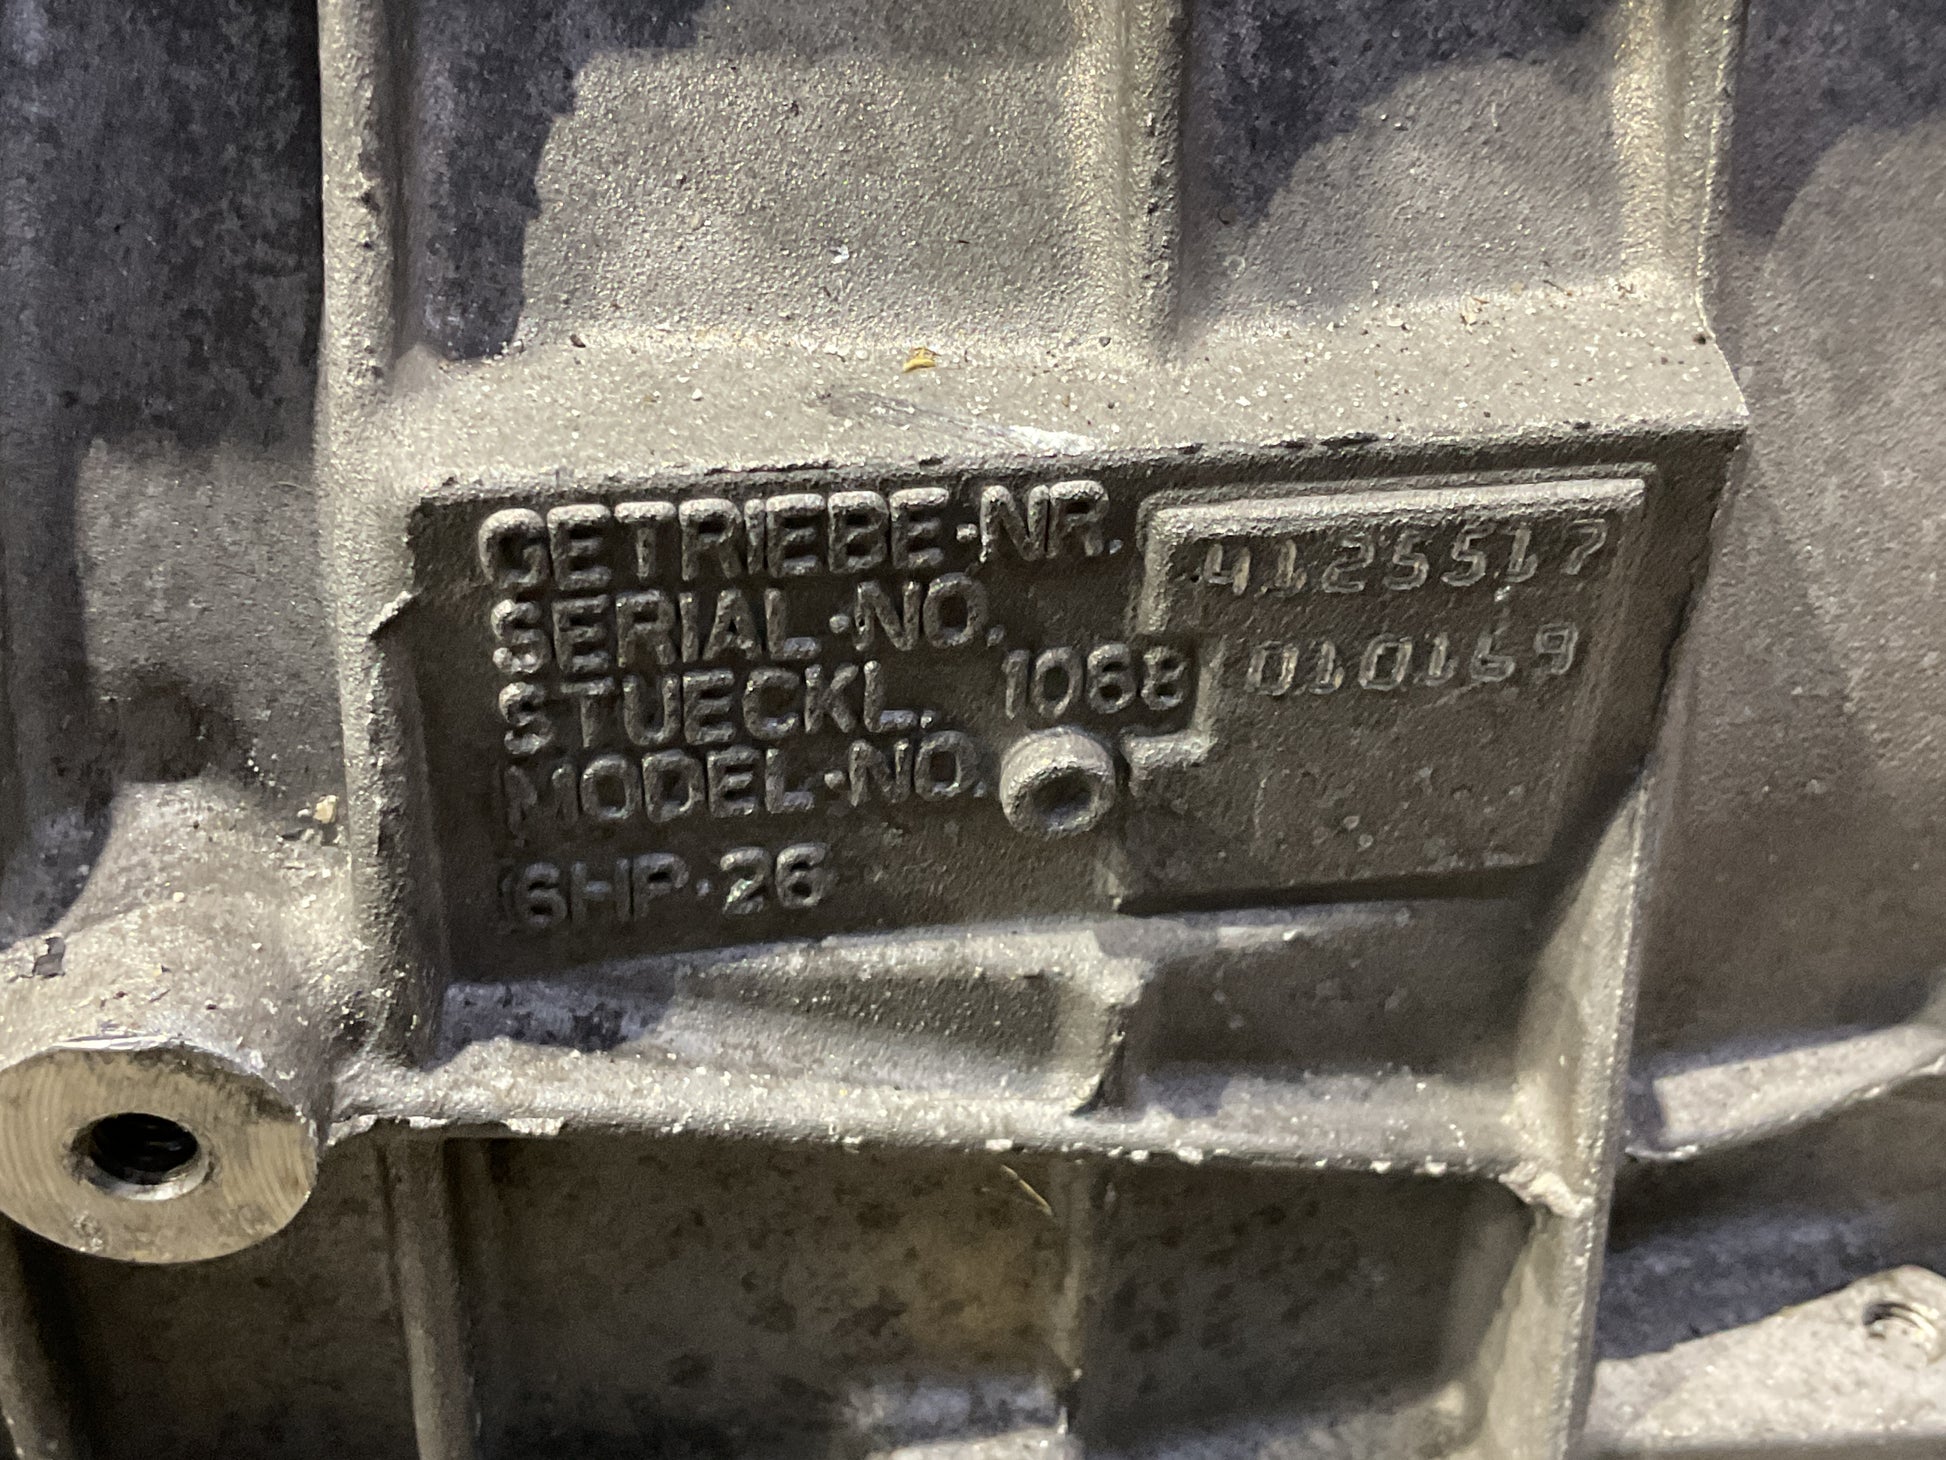 GETRIEBE-NR. 4125517
SERIAL-NO.
STUECKL. 1068 010169
MODEL-NO.
6HP-26